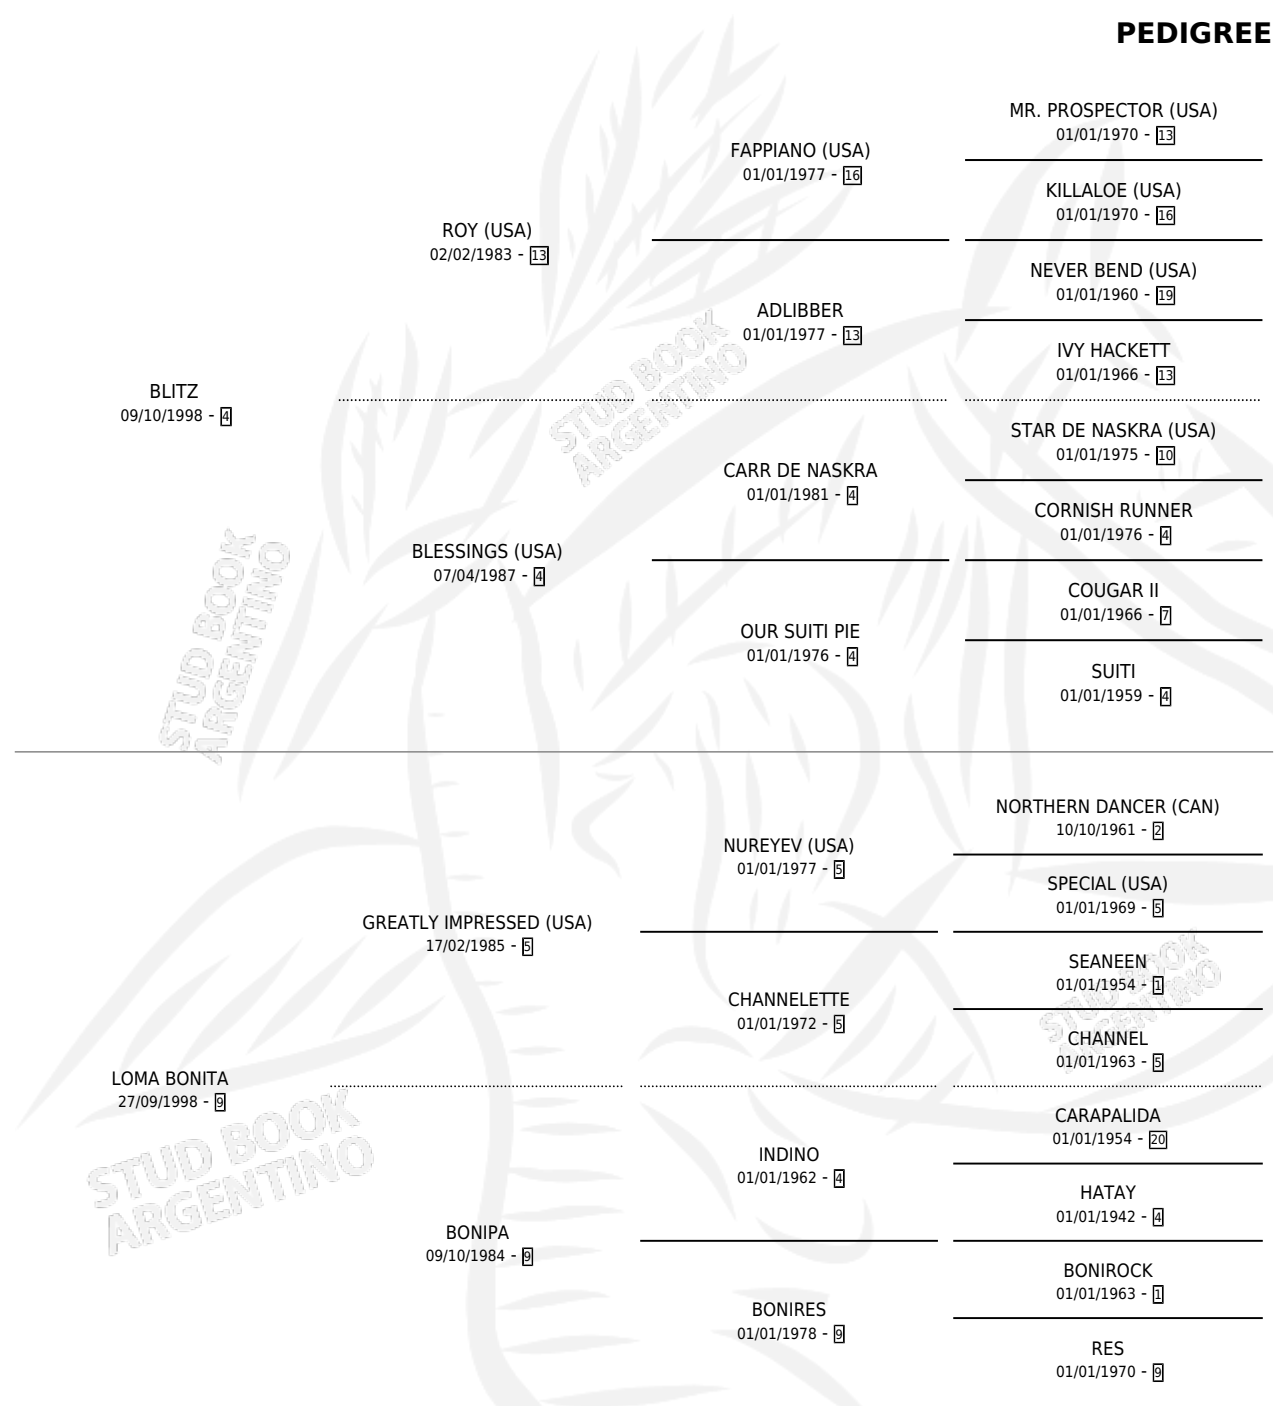 PEDIGREE
MR. PROSPECTOR (USA)
01/01/1970 - 13
FAPPIANO (USA)
01/01/1977 - 16
KILLALOE (USA)
01/01/1970 - 16
ROY (USA)
02/02/1983 - 13
NEVER BEND (USA)
01/01/1960 - 19
ADLIBBER
01/01/1977 - 13
IVY HACKETT
01/01/1966 - 13
BLITZ
09/10/1998 - 4
STAR DE NASKRA (USA)
01/01/1975 - 10
CARR DE NASKRA
01/01/1981 - 4
CORNISH RUNNER
01/01/1976 - 4
BLESSINGS (USA)
07/04/1987 - 4
COUGAR II
01/01/1966 - 7
OUR SUITI PIE
01/01/1976 - 4
SUITI
01/01/1959 - 4
NORTHERN DANCER (CAN)
10/10/1961 - 2
NUREYEV (USA)
01/01/1977 - 5
SPECIAL (USA)
01/01/1969 - 5
GREATLY IMPRESSED (USA)
17/02/1985 - 5
SEANEEN
01/01/1954 - 1
CHANNELETTE
01/01/1972 - 5
CHANNEL
01/01/1963 - 5
LOMA BONITA
27/09/1998 - 9
CARAPALIDA
01/01/1954 - 20
INDINO
01/01/1962 - 4
HATAY
01/01/1942 - 4
BONIPA
09/10/1984 - 9
BONIROCK
01/01/1963 - 1
BONIRES
01/01/1978 - 9
RES
01/01/1970 - 9
STUD BOOK
ARGENTINO
STUD BOOK
ARGENTINO
STUD BOOK
ARGENTINO
STUD BOOK
ARGENTINO